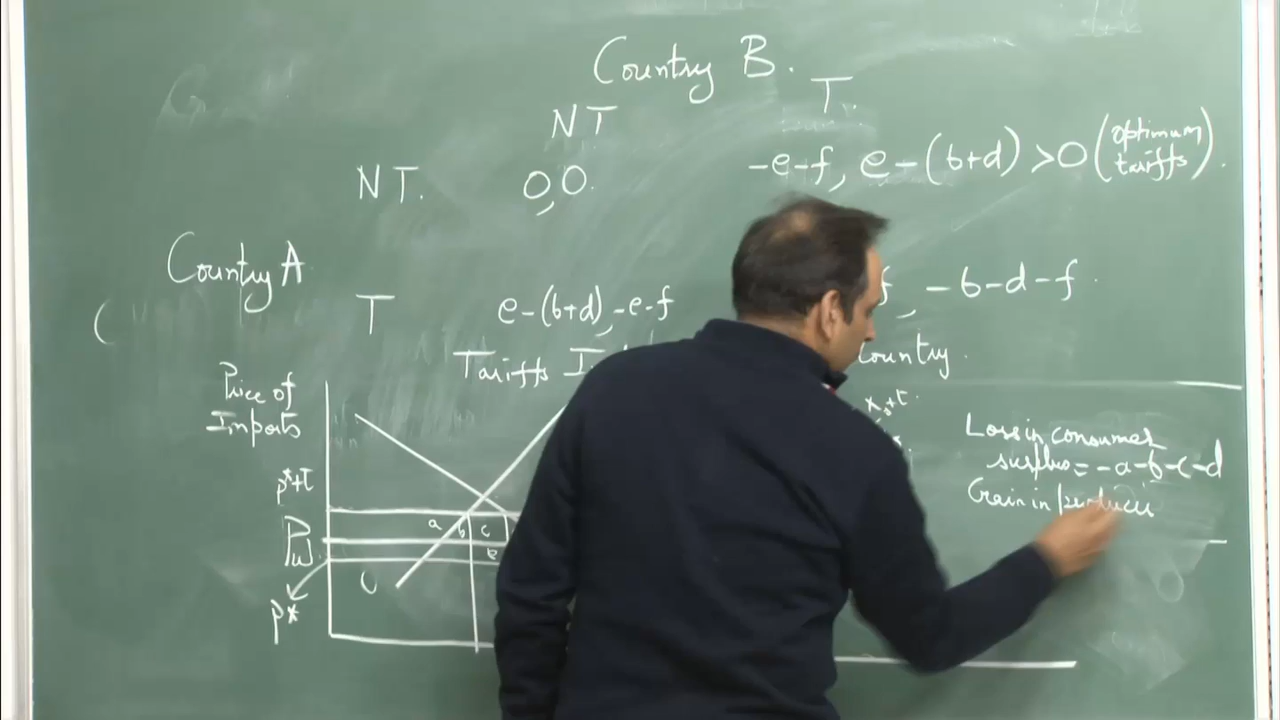 Country B.
NT
T
NT.
0,0.
-e-f, e-(b+d) >0 (optimum tariffs).
Country A
T
e-(b+d), -e-f
f, -b-d-f.
Tariffs
Country.
Price of
Imports
P*+t
Pw
P*
a b c
e
Loss in consumer
surplus = -a-b-c-d
Gain in producer